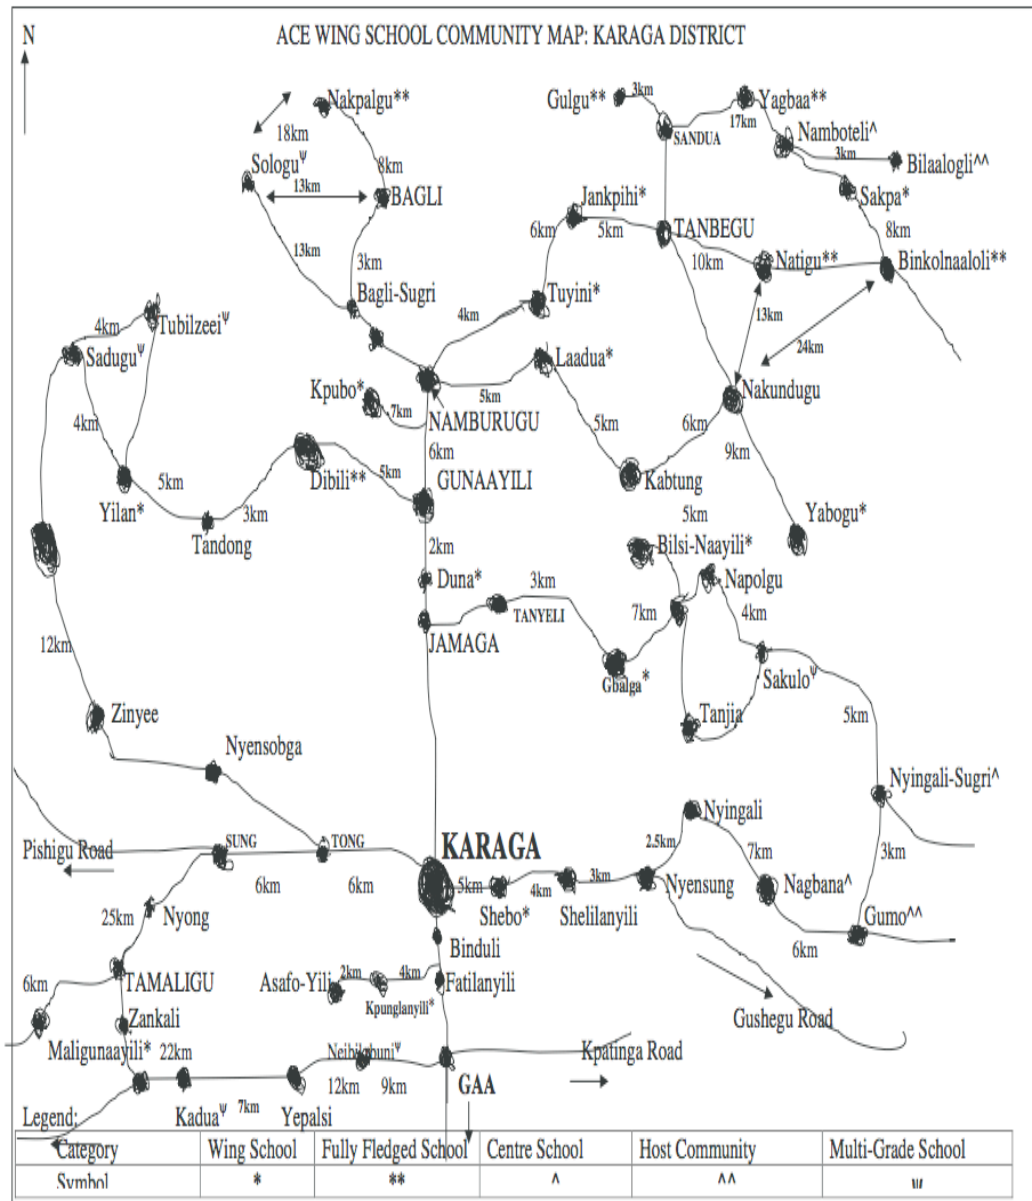 ACE WING SCHOOL COMMUNITY MAP: KARAGA DISTRICT
N
Nakpalgu**
Gulgu**
3km
Yagbaa**
18km
17km
SANDUA
Namboteli^
Sologuψ
8km
3km
Bilaalogli^^
13km
BAGLI
Jankpihi*
Sakpa*
6km
5km
TANBEGU
8km
13km
3km
10km
Natigu**
Binkolnaaloli**
Bagli-Sugri
Tuyini*
13km
4km
Tubilzeeiψ
4km
24km
Saduguψ
Laadua*
Kpubo*
7km
5km
Nakundugu
NAMBURUGU
4km
5km
6km
6km
9km
5km
Dibili**
5km
GUNAAYILI
Kabtung
Yilan*
3km
5km
Yabogu*
Tandong
2km
Bilsi-Naayili*
Duna*
3km
Napolgu
TANYELI
7km
4km
JAMAGA
12km
Gbalga*
Sakuloψ
Zinyee
Tanjia
5km
Nyensobga
Nyingali-Sugri^
Nyingali
SUNG
TONG
KARAGA
2.5km
Pishigu Road
7km
3km
6km
6km
5km
4km
3km
Nyensung
Nagbana^
Shebo*
Shelilanyili
Gumo^^
25km
Nyong
Binduli
6km
6km
TAMALIGU
Asafo-Yili
2km
4km
Fatilanyili
Kpunglanyili*
Zankali
Gushegu Road
Maligunaayili*
22km
Kpatinga Road
12km
9km
GAA
Legend:
Kaduaψ
7km
Yepalsi
Category
Wing School
Fully Fledged School
Centre School
Host Community
Multi-Grade School
Symbol
*
**
^
^^
ψ